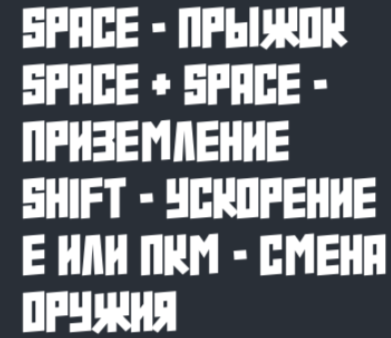 SPACE - ПРЫЖОК
SPACE + SPACE -
ПРИЗЕМЛЕНИЕ
SHIFT - УСКОРЕНИЕ
E ИЛИ ПКМ - СМЕНА
ОРУЖИЯ